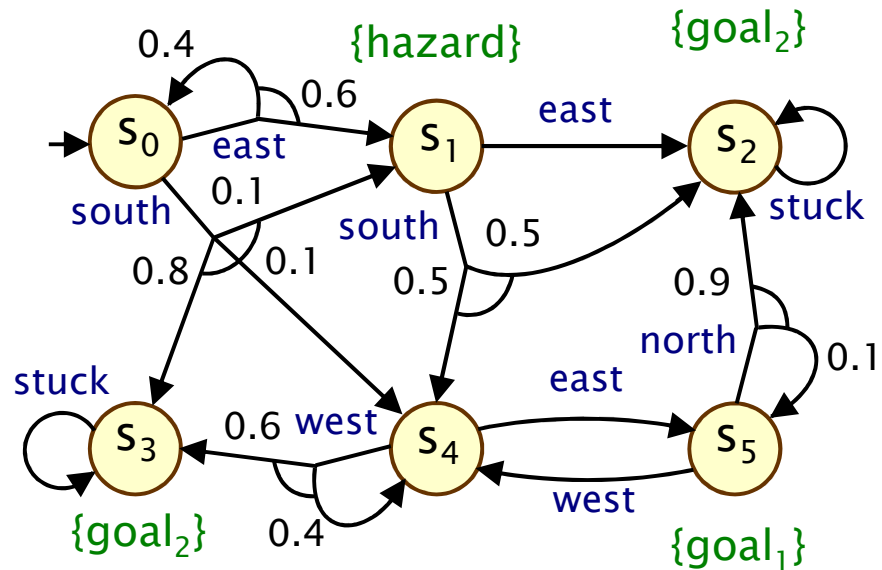 0.4
{hazard}
{goal₂}
0.6
s₀
east
s₁
east
s₂
south
0.1
south
0.5
stuck
0.8
0.1
0.5
0.9
north
0.1
stuck
east
s₃
0.6
west
s₄
s₅
west
{goal₂}
0.4
{goal₁}